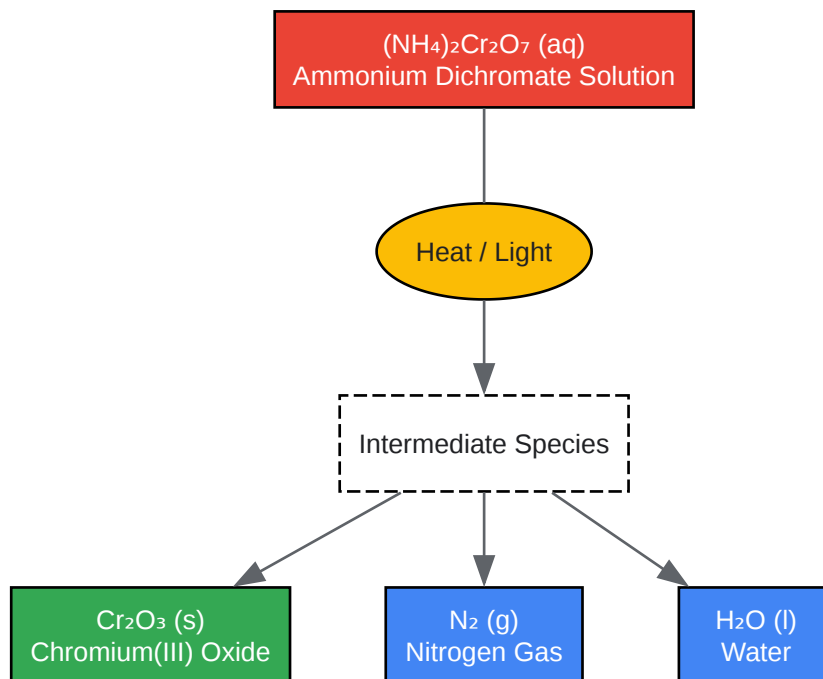 (NH₄)₂Cr₂O₇ (aq)
Ammonium Dichromate Solution
Heat / Light
Intermediate Species
Cr₂O₃ (s)
Chromium(III) Oxide
N₂ (g)
Nitrogen Gas
H₂O (l)
Water